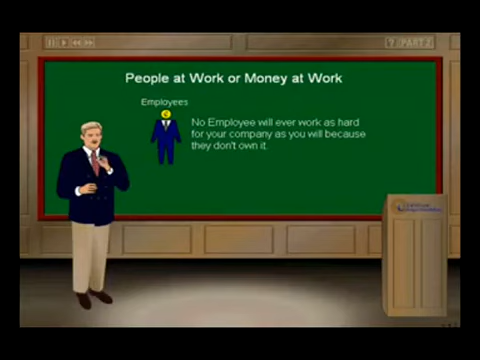 ? PART 2
People at Work or Money at Work
Employees
No Employee will ever work as hard
for your company as you will because
they don't own it.